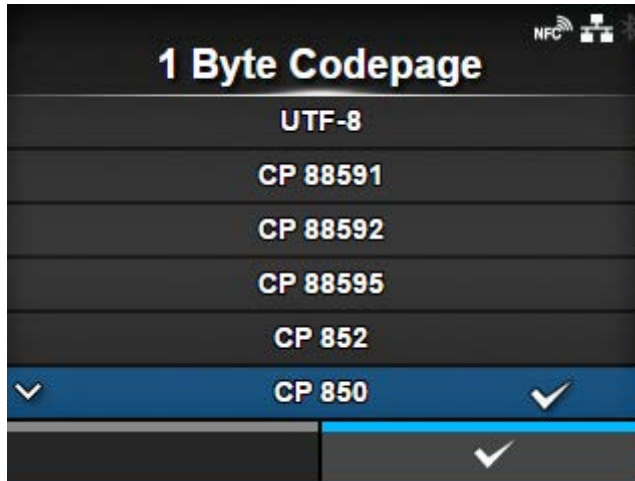 NFC
1 Byte Codepage
UTF-8
CP 88591
CP 88592
CP 88595
CP 852
CP 850